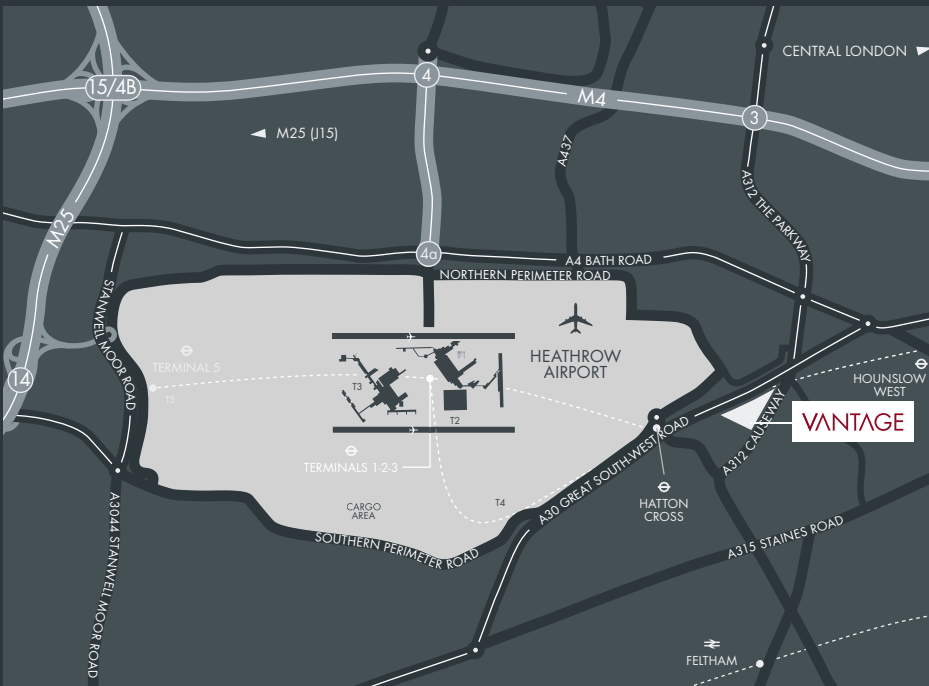 CENTRAL LONDON
4
15/4B
M4
3
M25 (J15)
A437
A312 THE PARKWAY
M25
4a
A4 BATH ROAD
NORTHERN PERIMETER ROAD
STANWELL MOOR ROAD
TERMINAL 5
T5
T1
HEATHROW
AIRPORT
T3
T2
14
HOUNSLOW
WEST
VANTAGE
A312 CAUSEWAY
TERMINALS 1-2-3
A30 GREAT SOUTH-WEST ROAD
HATTON
CROSS
CARGO
AREA
T4
SOUTHERN PERIMETER ROAD
A315 STAINES ROAD
A3044 STANWELL MOOR ROAD
FELTHAM